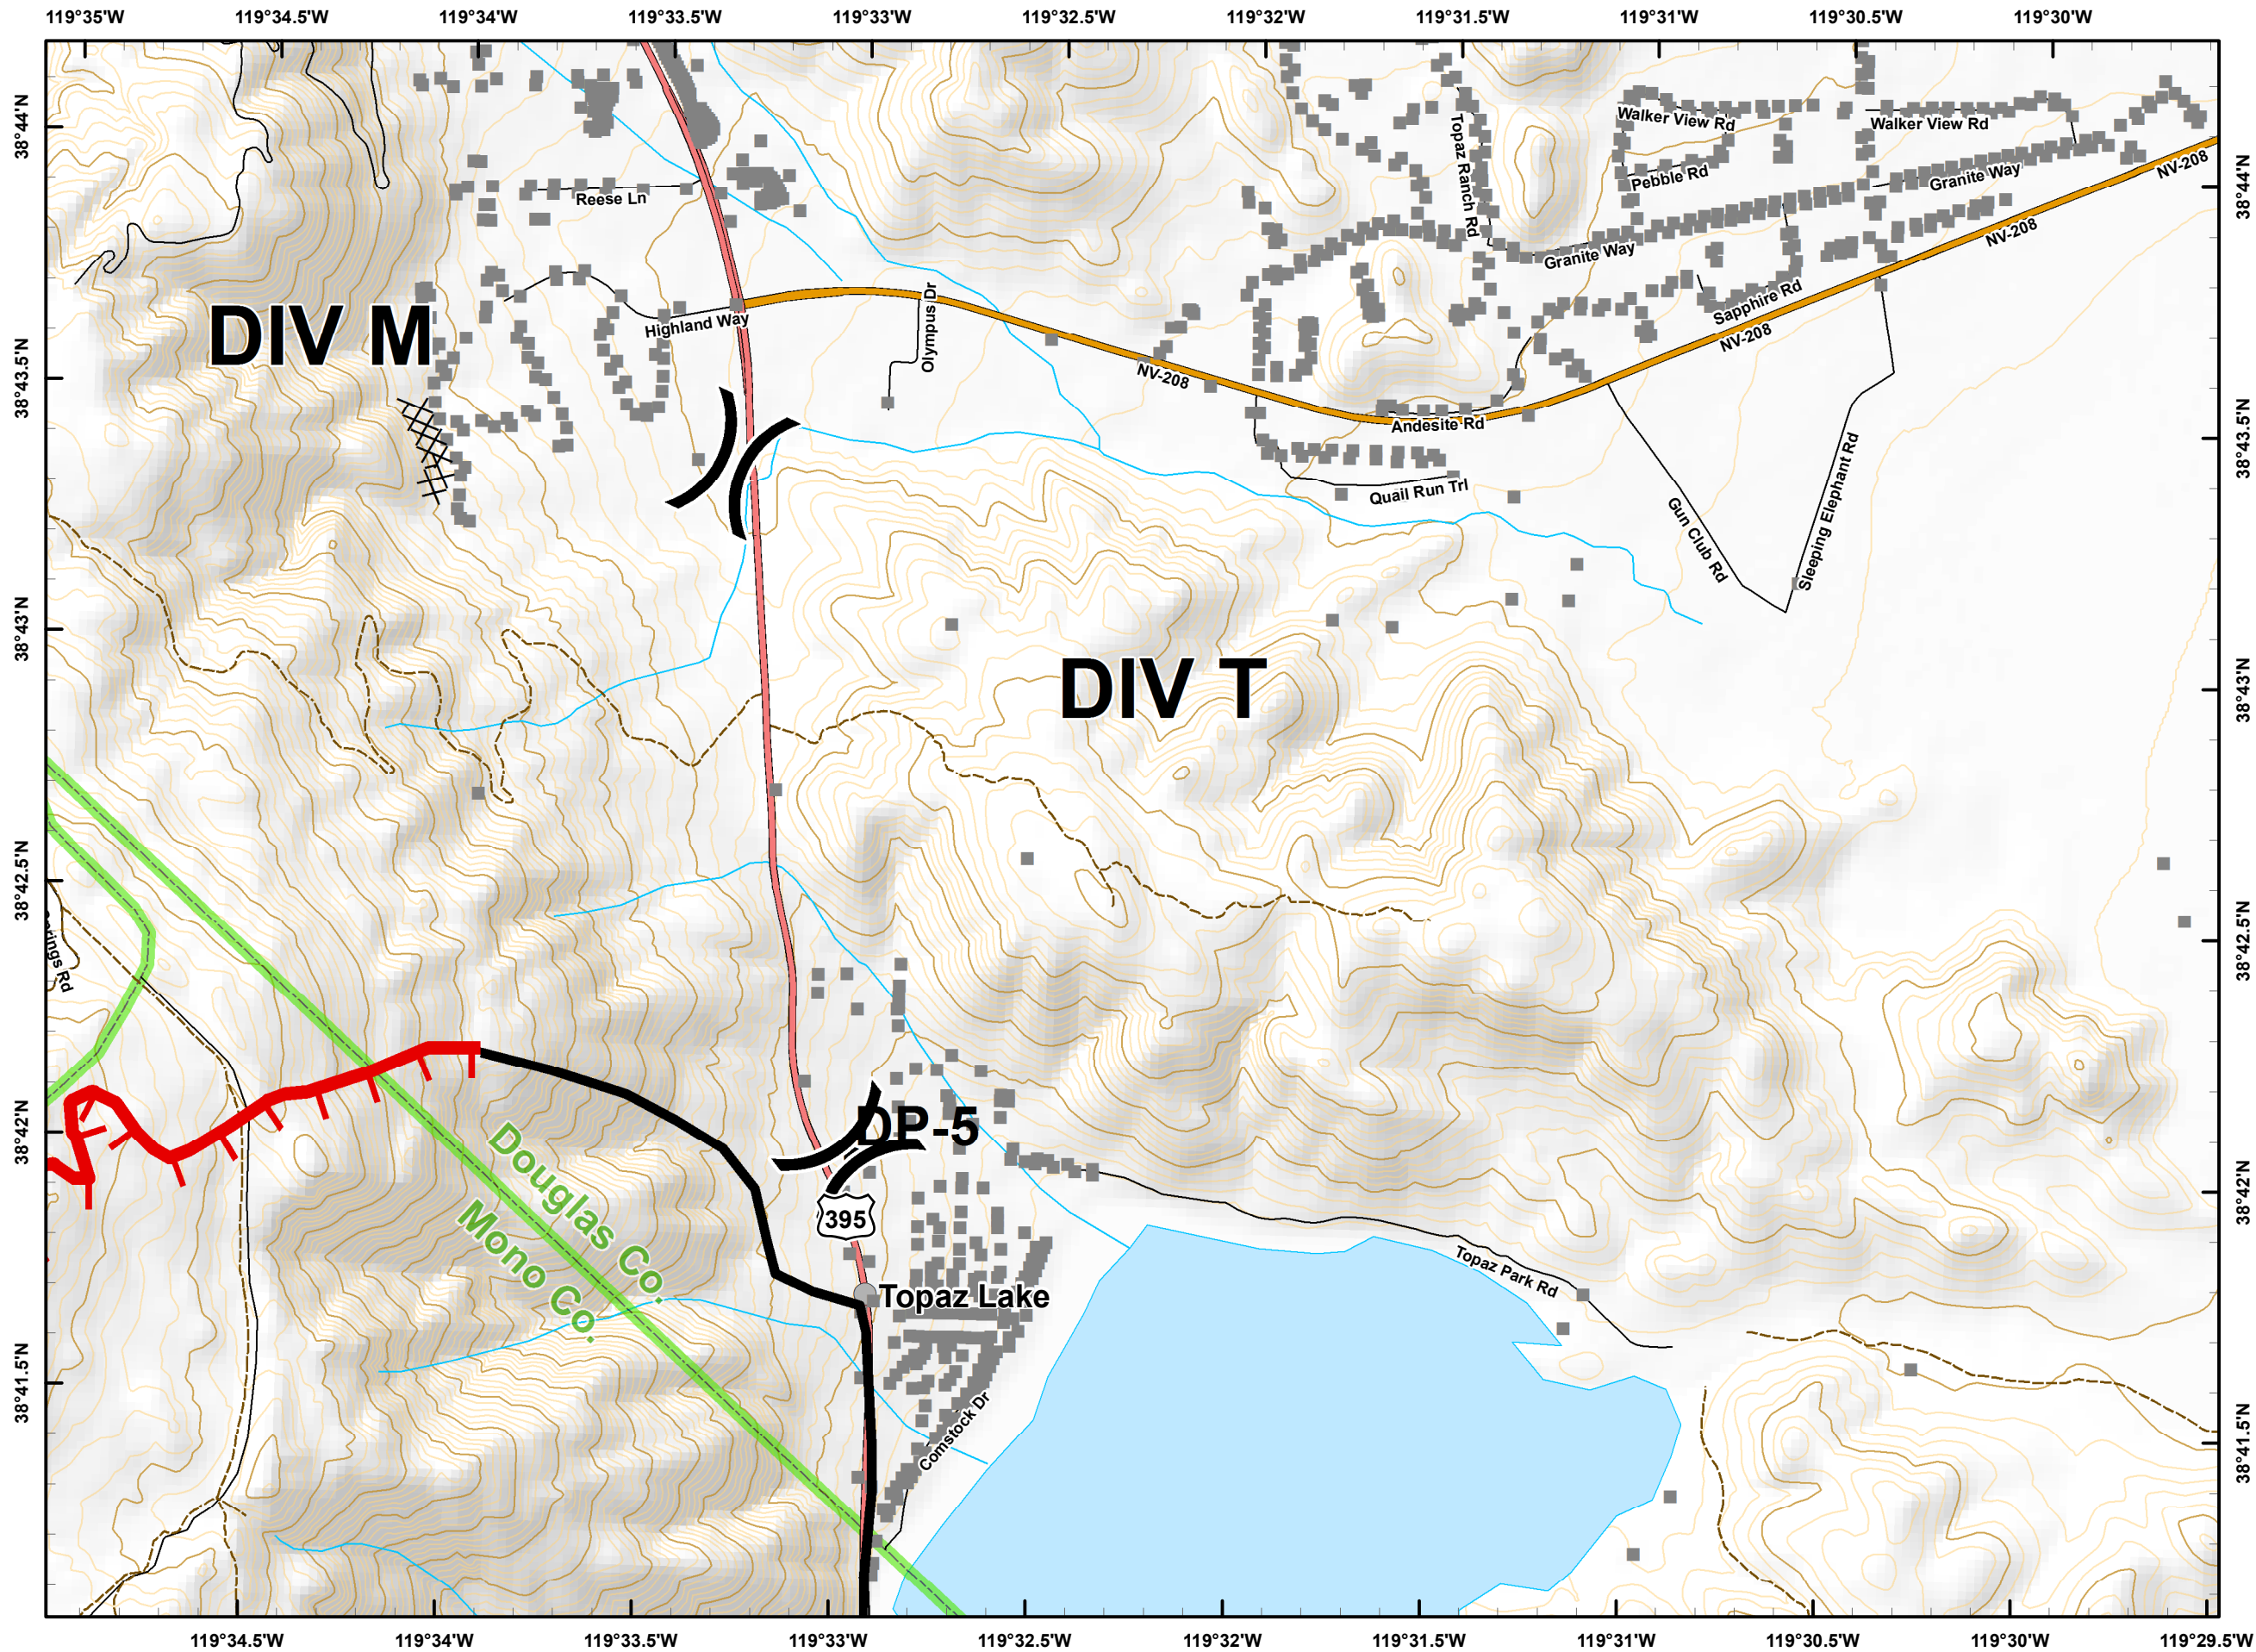 119°35'W 119°34.5'W 119°34'W 119°33.5'W 119°33'W 119°32.5'W 119°32'W 119°31.5'W 119°31'W 119°30.5'W 119°30'W
38°44'N
38°43.5'N
38°43'N
38°42.5'N
38°42'N
38°41.5'N
Walker View Rd
Walker View Rd
Topaz Ranch Rd
Pebble Rd
Granite Way
NV-208
Reese Ln
Granite Way
NV-208
Sapphire Rd
NV-208
Highland Way
Olympus Dr
DIV M
NV-208
Andesite Rd
Quail Run Trl
Gun Club Rd
Sleeping Elephant Rd
DIV T
Rd
DP-5
Douglas Co.
Mono Co.
395
Topaz Lake
Topaz Park Rd
Comstock Dr
38°44'N
38°43.5'N
38°43'N
38°42.5'N
38°42'N
38°41.5'N
119°34.5'W 119°34'W 119°33.5'W 119°33'W 119°32.5'W 119°32'W 119°31.5'W 119°31'W 119°30.5'W 119°30'W 119°29.5'W